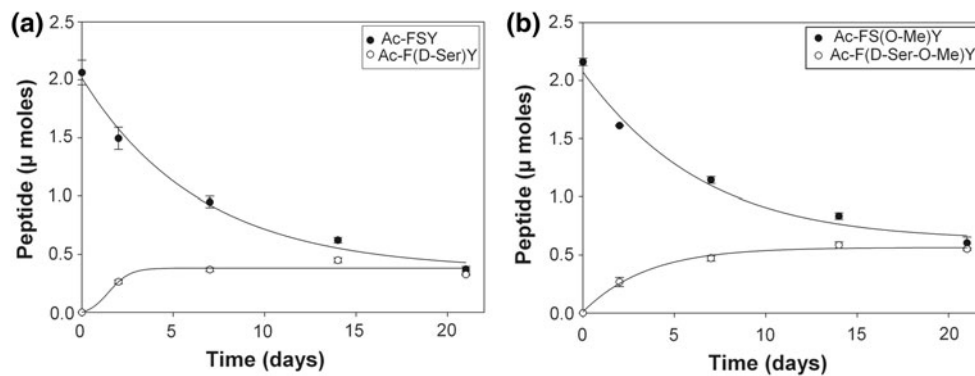 (a)
Ac-FSY
Ac-F(D-Ser)Y
Peptide (μ moles)
2.5
2.0
1.5
1.0
0.5
0.0
0 5 10 15 20
Time (days)
(b)
Ac-FS(O-Me)Y
Ac-F(D-Ser-O-Me)Y
Peptide (μ moles)
2.5
2.0
1.5
1.0
0.5
0.0
0 5 10 15 20
Time (days)